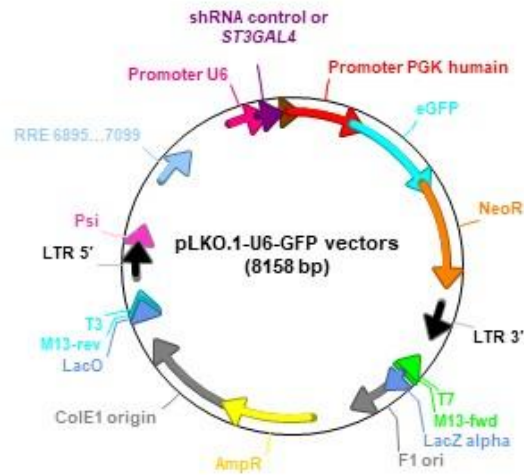 shRNA control or
ST3GAL4
Promoter U6
Promoter PGK humain
eGFP
RRE 6895...7099
NeoR
Psi
pLKO.1-U6-GFP vectors
(8158 bp)
LTR 5'
LTR 3'
T3
M13-rev
LacO
T7
M13-fwd
LacZ alpha
ColE1 origin
F1 ori
AmpR